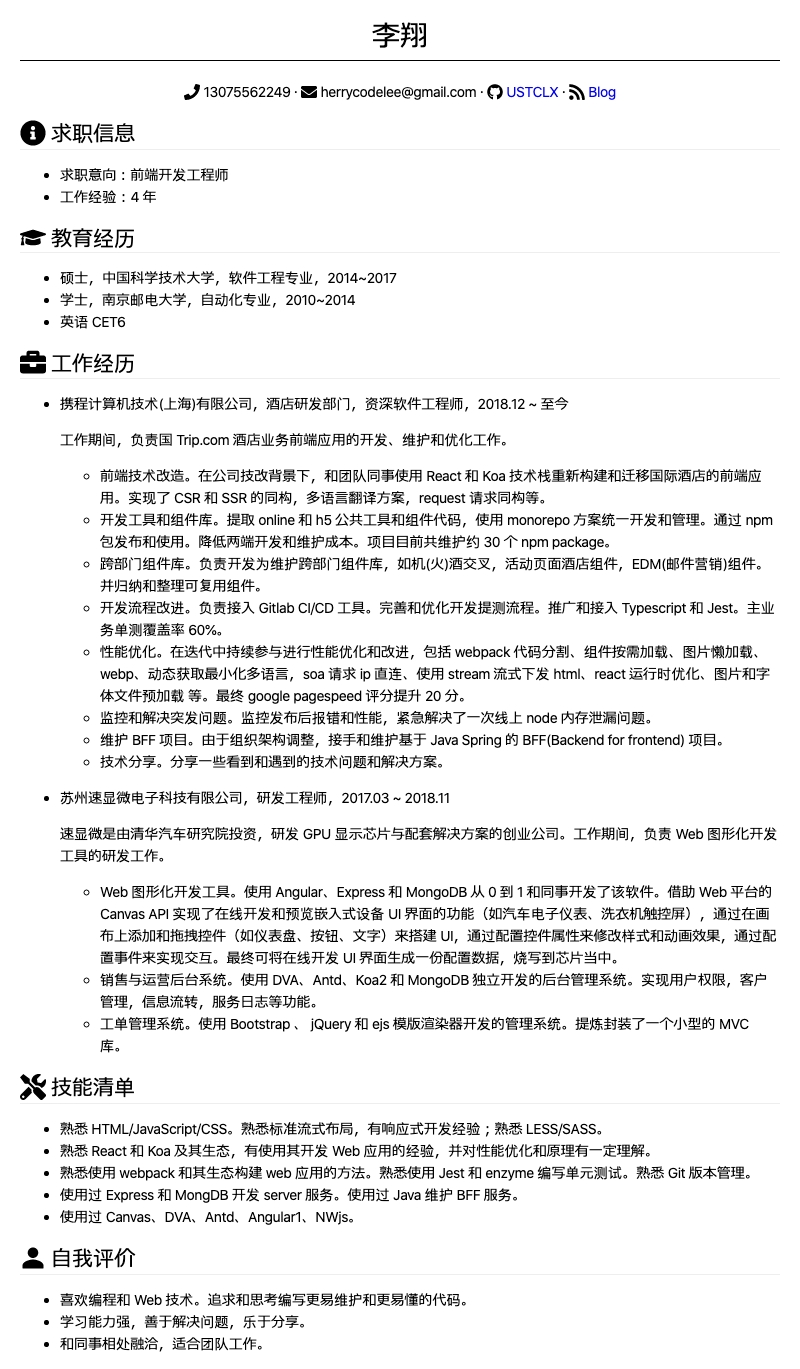 李翔
13075562249 · herrycodelee@gmail.com · USTCLX · Blog
求职信息
• 求职意向：前端开发工程师
• 工作经验：4 年
教育经历
• 硕士，中国科学技术大学，软件工程专业，2014~2017
• 学士，南京邮电大学，自动化专业，2010~2014
• 英语 CET6
工作经历
• 携程计算机技术(上海)有限公司，酒店研发部门，资深软件工程师，2018.12 ~ 至今
工作期间，负责国 Trip.com 酒店业务前端应用的开发、维护和优化工作。
◦ 前端技术改造。在公司技改背景下，和团队同事使用 React 和 Koa 技术栈重新构建和迁移国际酒店的前端应
用。实现了 CSR 和 SSR 的同构，多语言翻译方案，request 请求同构等。
◦ 开发工具和组件库。提取 online 和 h5 公共工具和组件代码，使用 monorepo 方案统一开发和管理。通过 npm
包发布和使用。降低两端开发和维护成本。项目目前共维护约 30 个 npm package。
◦ 跨部门组件库。负责开发为维护跨部门组件库，如机(火)酒交叉，活动页面酒店组件，EDM(邮件营销)组件。
并归纳和整理可复用组件。
◦ 开发流程改进。负责接入 Gitlab CI/CD 工具。完善和优化开发提测流程。推广和接入 Typescript 和 Jest。主业
务单测覆盖率 60%。
◦ 性能优化。在迭代中持续参与进行性能优化和改进，包括 webpack 代码分割、组件按需加载、图片懒加载、
webp、动态获取最小化多语言，soa 请求 ip 直连、使用 stream 流式下发 html、react 运行时优化、图片和字
体文件预加载 等。最终 google pagespeed 评分提升 20 分。
◦ 监控和解决突发问题。监控发布后报错和性能，紧急解决了一次线上 node 内存泄漏问题。
◦ 维护 BFF 项目。由于组织架构调整，接手和维护基于 Java Spring 的 BFF(Backend for frontend) 项目。
◦ 技术分享。分享一些看到和遇到的技术问题和解决方案。
• 苏州速显微电子科技有限公司，研发工程师，2017.03 ~ 2018.11
速显微是由清华汽车研究院投资，研发 GPU 显示芯片与配套解决方案的创业公司。工作期间，负责 Web 图形化开发
工具的研发工作。
◦ Web 图形化开发工具。使用 Angular、Express 和 MongoDB 从 0 到 1 和同事开发了该软件。借助 Web 平台的
Canvas API 实现了在线开发和预览嵌入式设备 UI 界面的功能（如汽车电子仪表、洗衣机触控屏），通过在画
布上添加和拖拽控件（如仪表盘、按钮、文字）来搭建 UI，通过配置控件属性来修改样式和动画效果，通过配
置事件来实现交互。最终可将在线开发 UI 界面生成一份配置数据，烧写到芯片当中。
◦ 销售与运营后台系统。使用 DVA、Antd、Koa2 和 MongoDB 独立开发的后台管理系统。实现用户权限，客户
管理，信息流转，服务日志等功能。
◦ 工单管理系统。使用 Bootstrap 、 jQuery 和 ejs 模版渲染器开发的管理系统。提炼封装了一个小型的 MVC
库。
技能清单
• 熟悉 HTML/JavaScript/CSS。熟悉标准流式布局，有响应式开发经验；熟悉 LESS/SASS。
• 熟悉 React 和 Koa 及其生态，有使用其开发 Web 应用的经验，并对性能优化和原理有一定理解。
• 熟悉使用 webpack 和其生态构建 web 应用的方法。熟悉使用 Jest 和 enzyme 编写单元测试。熟悉 Git 版本管理。
• 使用过 Express 和 MongDB 开发 server 服务。使用过 Java 维护 BFF 服务。
• 使用过 Canvas、DVA、Antd、Angular1、NWjs。
自我评价
• 喜欢编程和 Web 技术。追求和思考编写更易维护和更易懂的代码。
• 学习能力强，善于解决问题，乐于分享。
• 和同事相处融洽，适合团队工作。